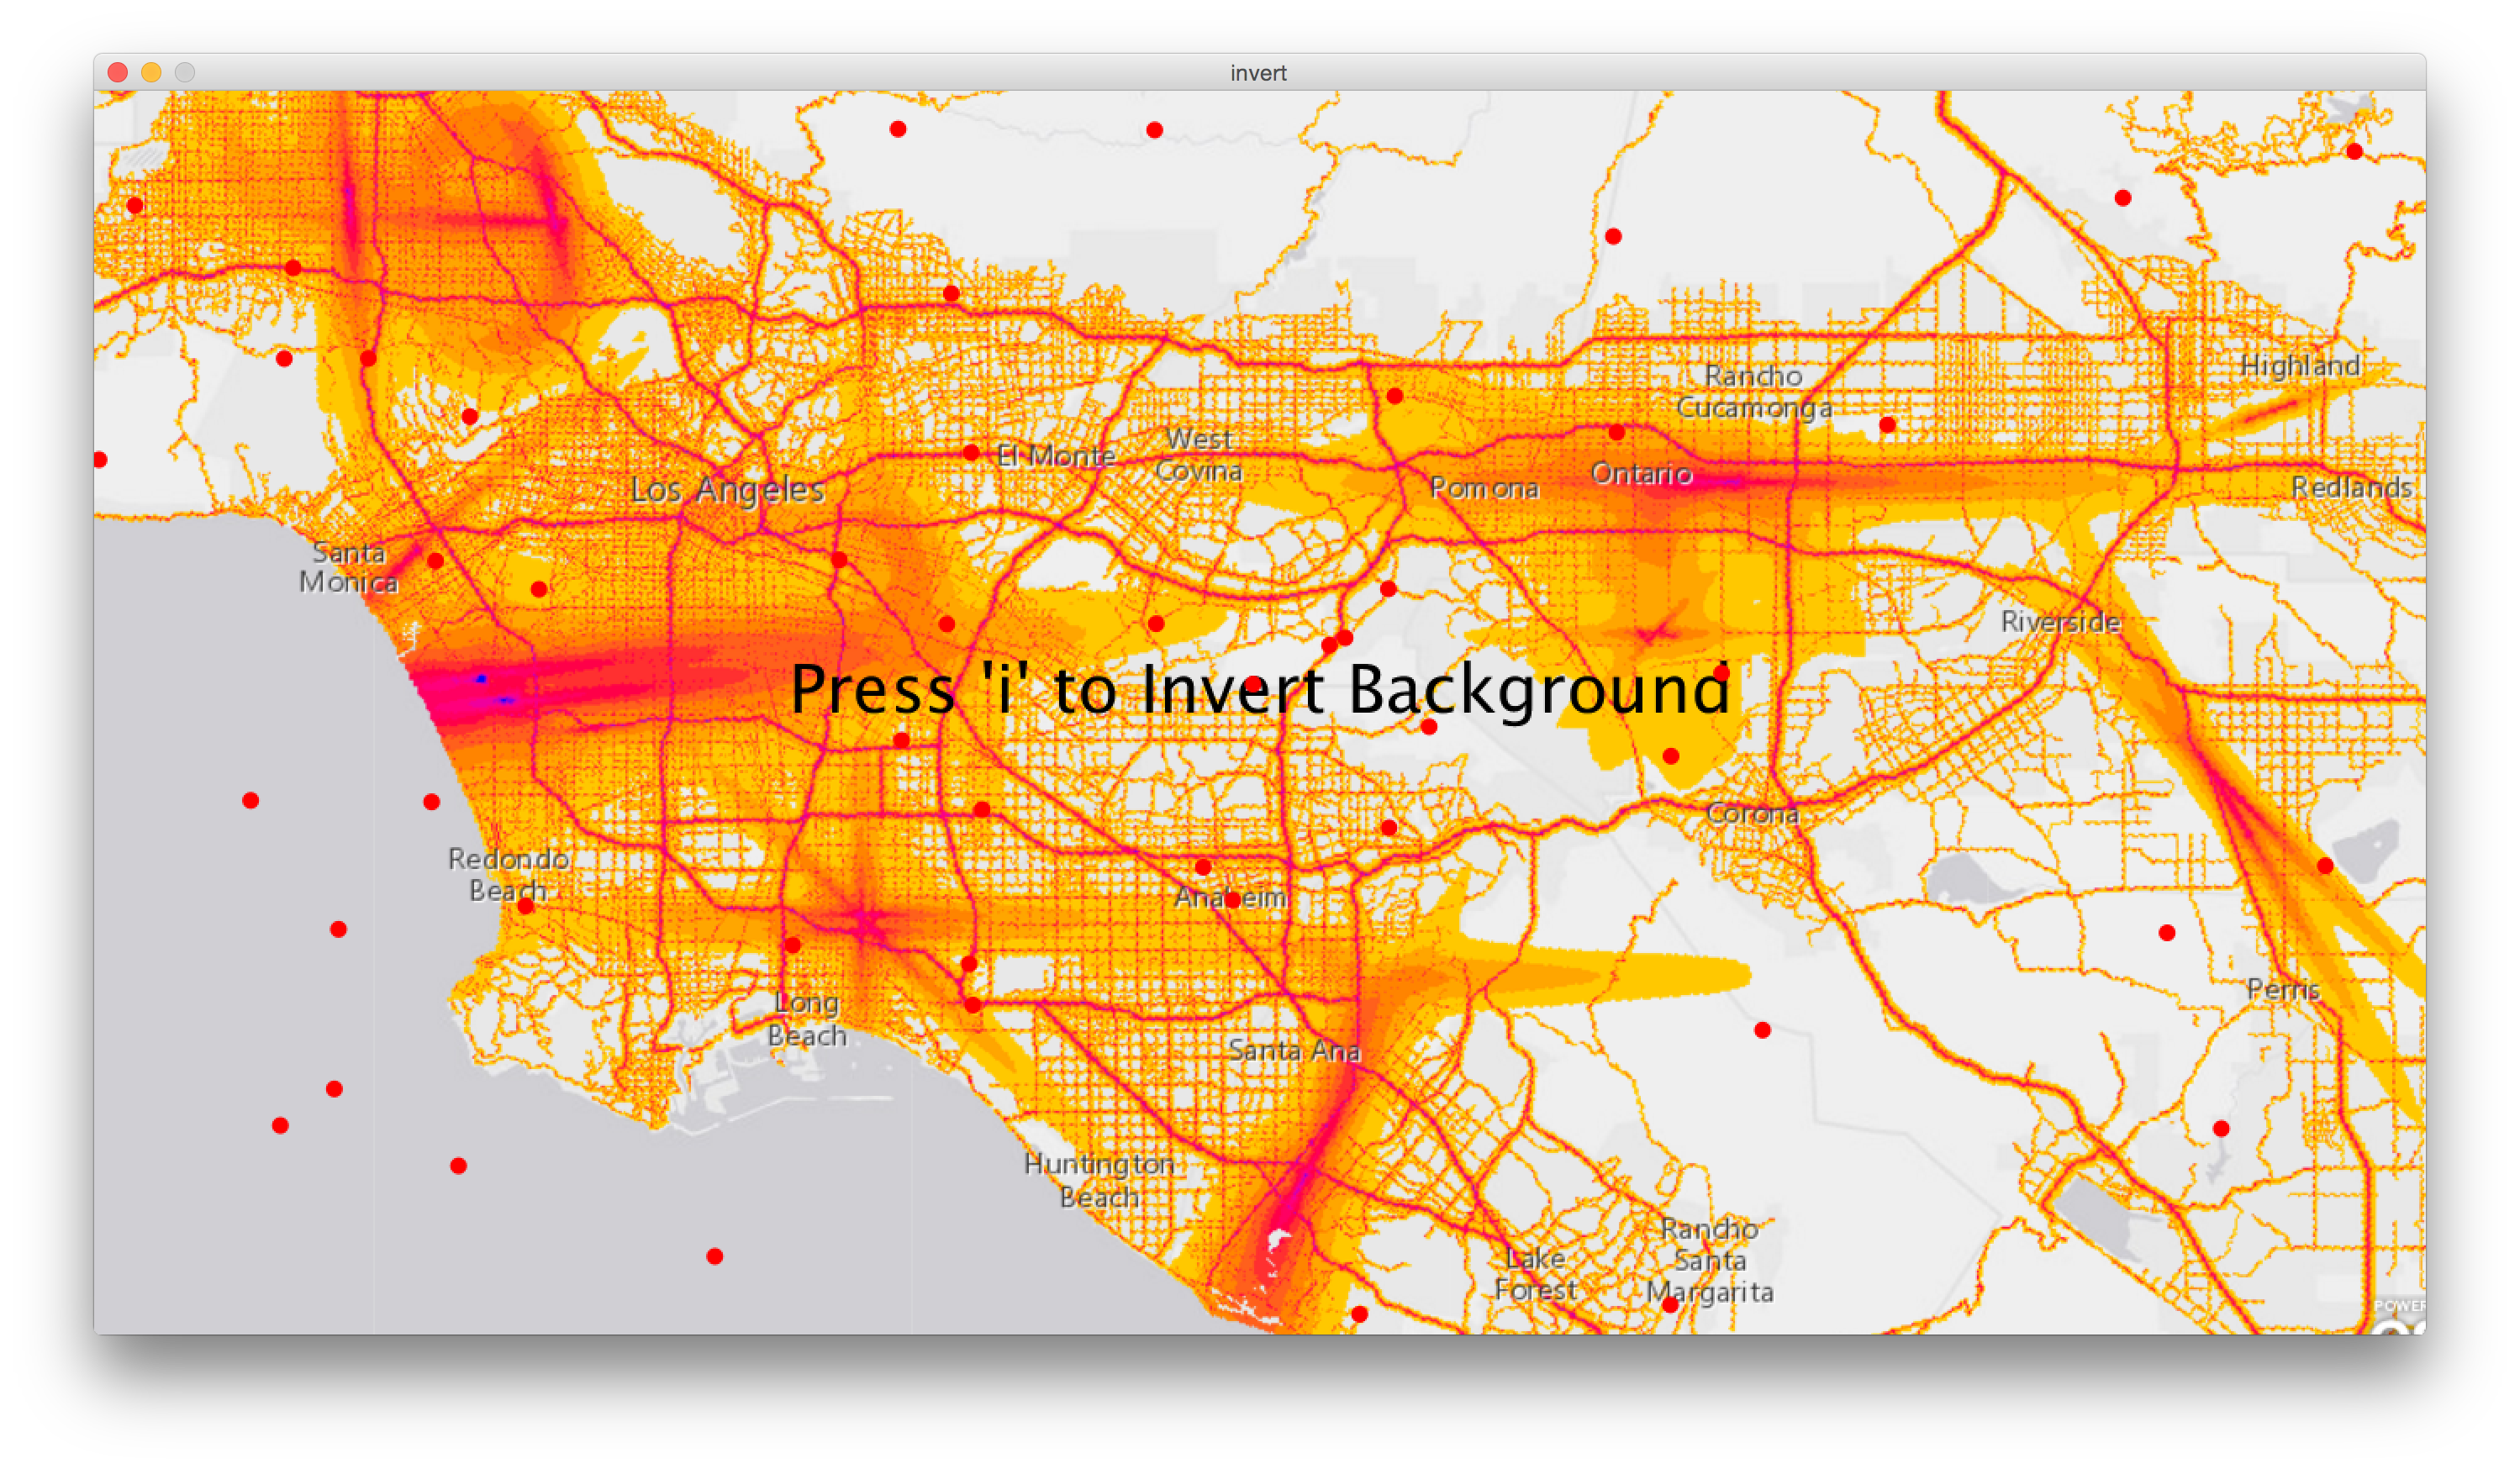 invert
Highland
Rancho
Cucamonga
West
Covina
El Monte
Los Angeles
Pomona
Ontario
Redlands
Santa
Monica
Riverside
Press 'i' to Invert Background
Corona
Redondo
Beach
Anaheim
Perris
Long
Beach
Santa Ana
Huntington
Beach
Rancho
Santa
Margarita
Lake
Forest
POWER